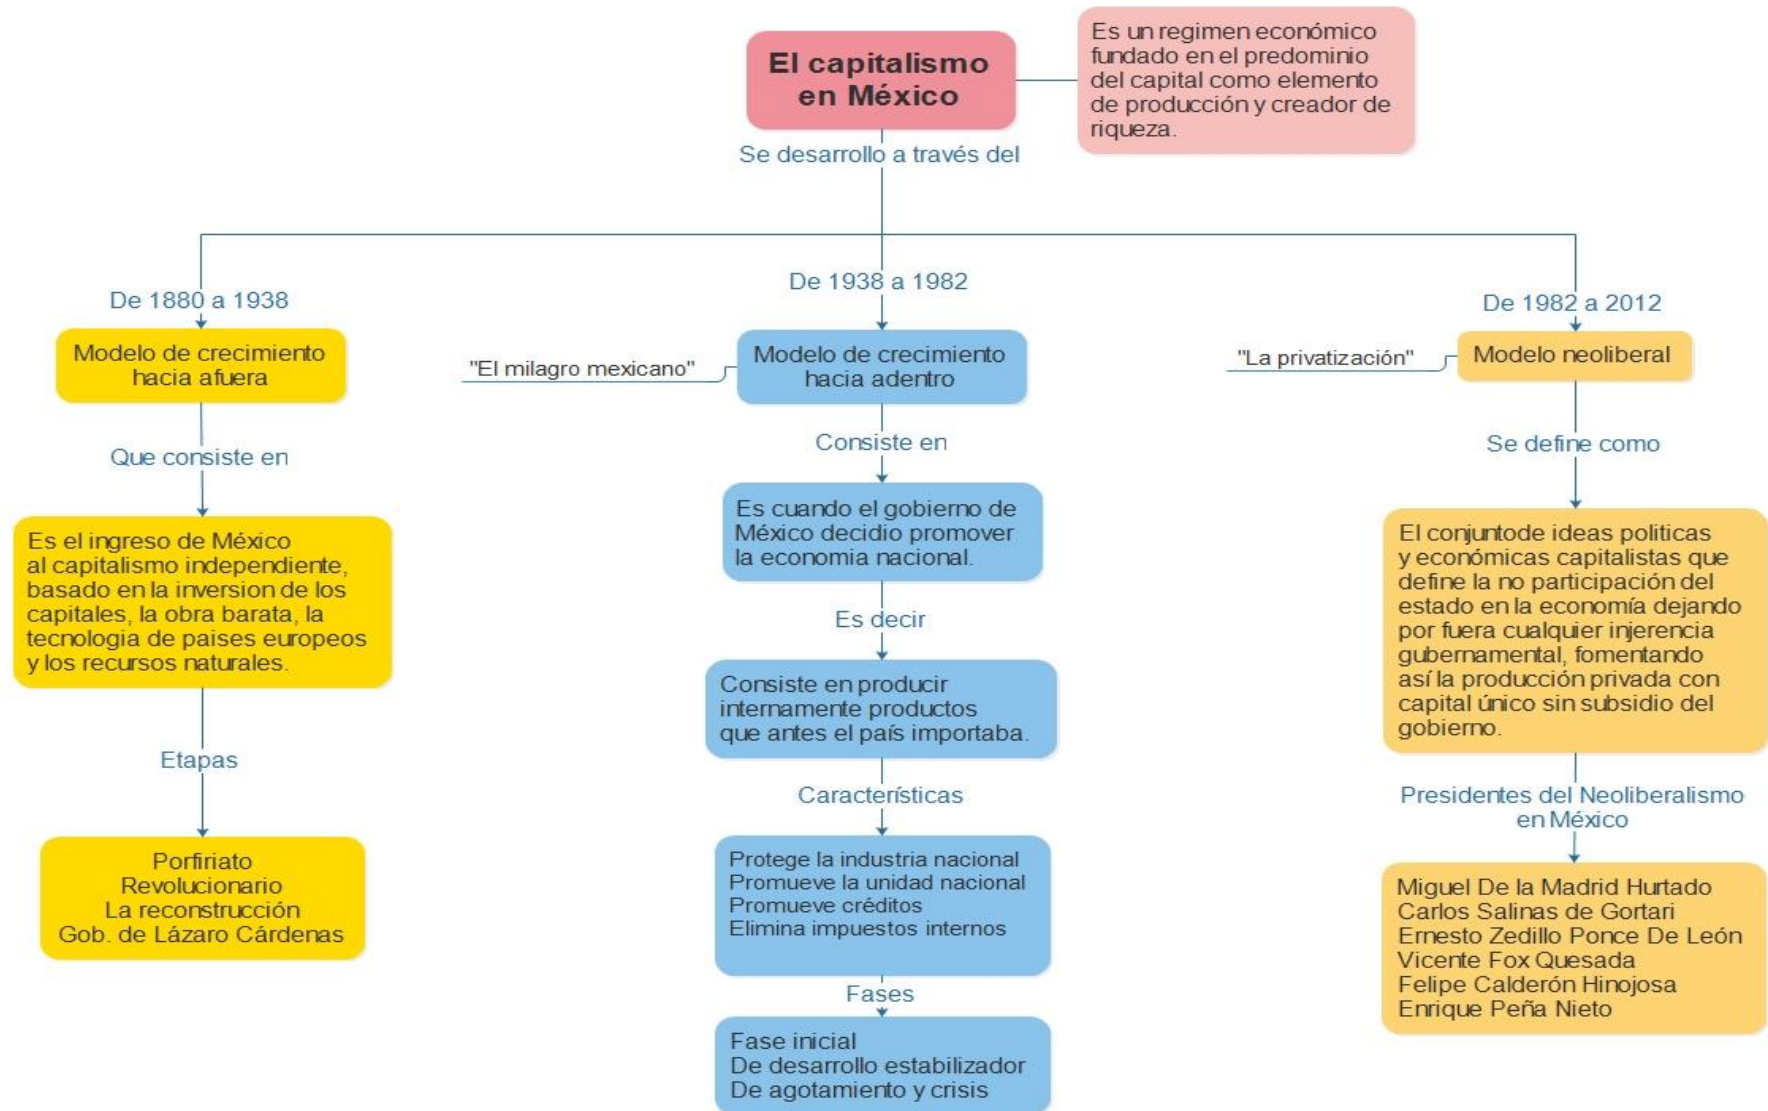 El capitalismo
en México
Es un regimen económico
fundado en el predominio
del capital como elemento
de producción y creador de
riqueza.
Se desarrollo a través del
De 1880 a 1938
Modelo de crecimiento
hacia afuera
Que consiste en
Es el ingreso de México
al capitalismo independiente,
basado en la inversion de los
capitales, la obra barata, la
tecnologia de paises europeos
y los recursos naturales.
Etapas
Porfiriato
Revolucionario
La reconstrucción
Gob. de Lázaro Cárdenas
De 1938 a 1982
"El milagro mexicano"
Modelo de crecimiento
hacia adentro
Consiste en
Es cuando el gobierno de
México decidio promover
la economia nacional.
Es decir
Consiste en producir
internamente productos
que antes el país importaba.
Características
Protege la industria nacional
Promueve la unidad nacional
Promueve créditos
Elimina impuestos internos
Fases
Fase inicial
De desarrollo estabilizador
De agotamiento y crisis
De 1982 a 2012
"La privatización"
Modelo neoliberal
Se define como
El conjuntode ideas politicas
y económicas capitalistas que
define la no participación del
estado en la economía dejando
por fuera cualquier injerencia
gubernamental, fomentando
así la producción privada con
capital único sin subsidio del
gobierno.
Presidentes del Neoliberalismo
en México
Miguel De la Madrid Hurtado
Carlos Salinas de Gortari
Ernesto Zedillo Ponce De León
Vicente Fox Quesada
Felipe Calderón Hinojosa
Enrique Peña Nieto